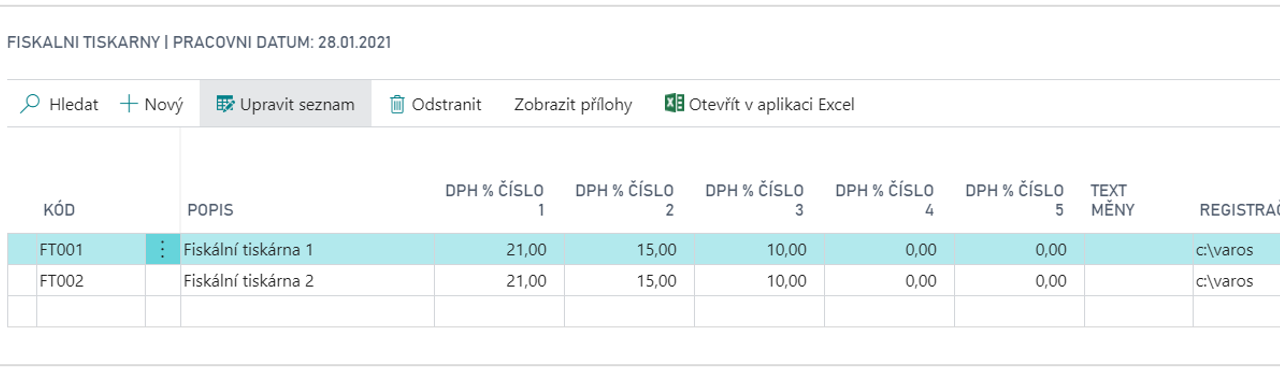 FISKALNI TISKARNY | PRACOVNI DATUM: 28.01.2021
Hledat Nový Upravit seznam Odstranit Zobrazit přílohy Otevřít v aplikaci Excel
KÓD POPIS DPH % ČÍSLO 1 DPH % ČÍSLO 2 DPH % ČÍSLO 3 DPH % ČÍSLO 4 DPH % ČÍSLO 5 TEXT MĚNY REGISTRAČ
FT001 Fiskální tiskárna 1 21,00 15,00 10,00 0,00 0,00 c:\varos
FT002 Fiskální tiskárna 2 21,00 15,00 10,00 0,00 0,00 c:\varos